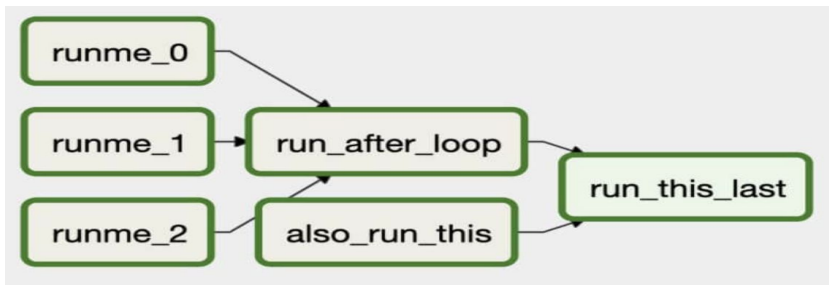 runme_0
runme_1
run_after_loop
run_this_last
runme_2
also_run_this